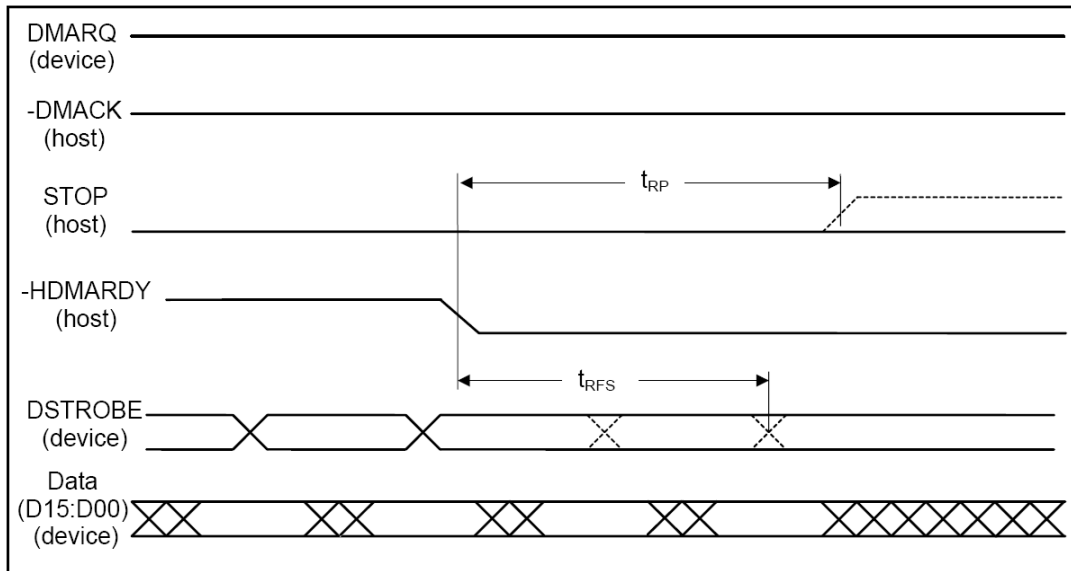 DMARQ
(device)
-DMACK
(host)
STOP
(host)
tRP
-HDMARDY
(host)
tRFS
DSTROBE
(device)
Data
(D15:D00)
(device)